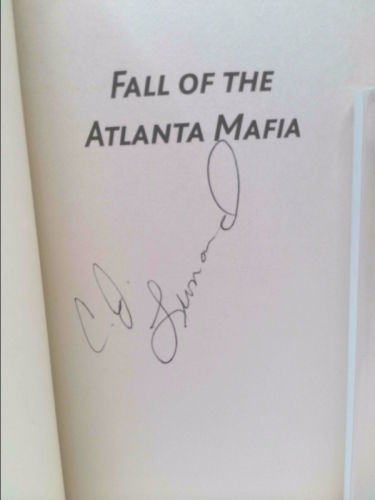 FALL OF THE
ATLANTA MAFIA
C.D.